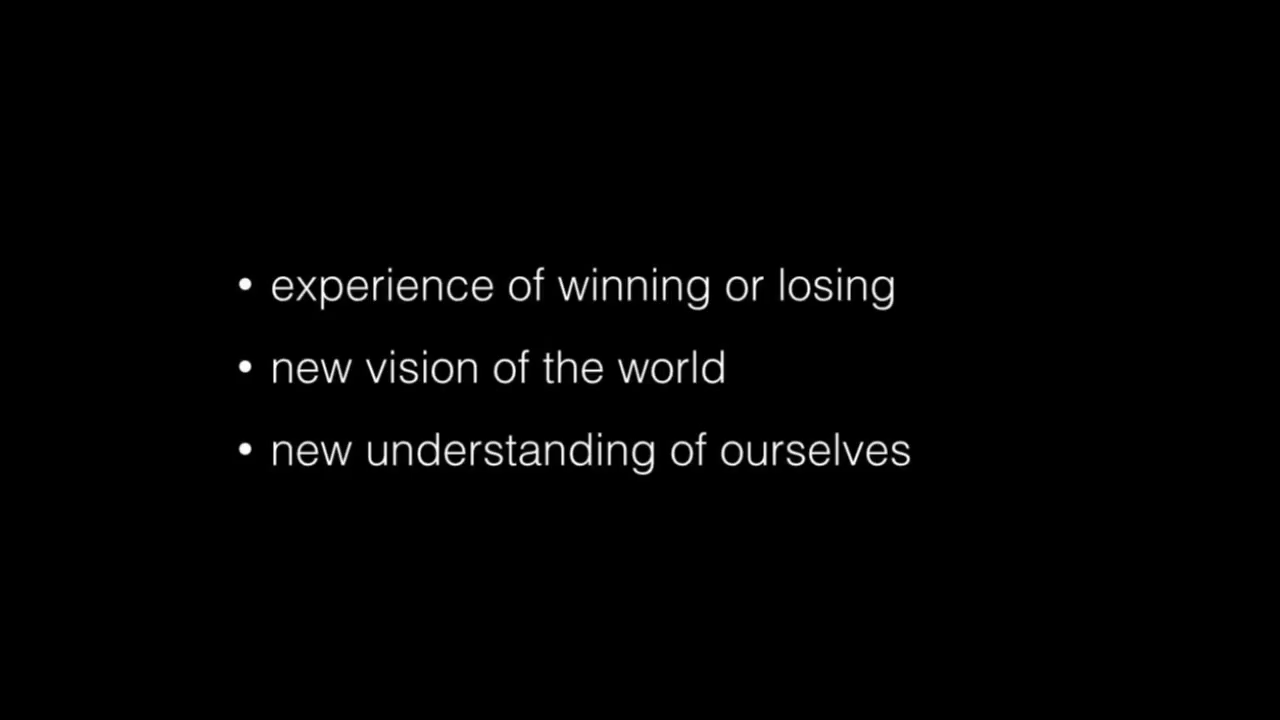 • experience of winning or losing
• new vision of the world
• new understanding of ourselves